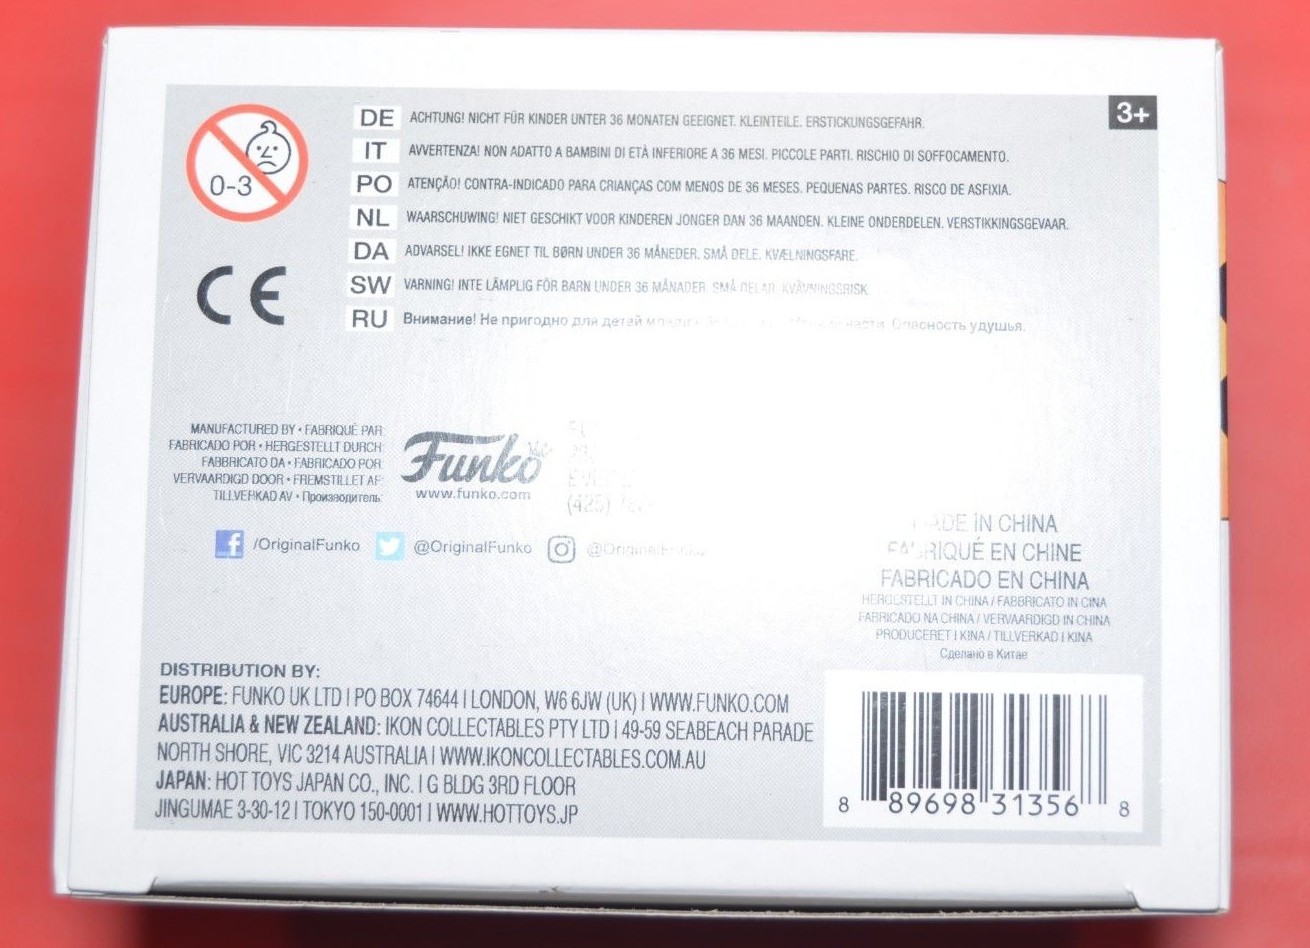 0-3
3+
DE ACHTUNG! NICHT FÜR KINDER UNTER 36 MONATEN GEEIGNET. KLEINTEILE. ERSTICKUNGSGEFAHR.
IT AVVERTENZA! NON ADATTO A BAMBINI DI ETÀ INFERIORE A 36 MESI. PICCOLE PARTI. RISCHIO DI SOFFOCAMENTO.
PO ATENÇÃO! CONTRA-INDICADO PARA CRIANÇAS COM MENOS DE 36 MESES. PEQUENAS PARTES. RISCO DE ASFIXIA.
NL WAARSCHUWING! NIET GESCHIKT VOOR KINDEREN JONGER DAN 36 MAANDEN. KLEINE ONDERDELEN. VERSTIKKINGSGEVAAR.
DA ADVARSEL! IKKE EGNET TIL BØRN UNDER 36 MÅNEDER. SMÅ DELE. KVÆLNINGSFARE.
SW VARNING! INTE LÄMPLIG FÖR BARN UNDER 36 MÅNADER. SMÅ DELAR. KVÄVNINGSRISK.
RU Внимание! Не пригодно для детей Опасность удушья.
CE
MANUFACTURED BY • FABRIQUÉ PAR:
FABRICADO POR • HERGESTELLT DURCH:
FABBRICATO DA • FABRICADO POR:
VERVAARDIGD DOOR • FREMSTILLET AF:
TILLVERKAD AV • Производитель:
Funko
www.funko.com
(425)
/OriginalFunko @OriginalFunko @OriginalFunko
MADE IN CHINA
FABRIQUÉ EN CHINE
FABRICADO EN CHINA
HERGESTELLT IN CHINA / FABBRICATO IN CINA
FABRICADO NA CHINA / VERVAARDIGD IN CHINA
PRODUCERET I KINA / TILLVERKAD I KINA
Сделано в Китае
DISTRIBUTION BY:
EUROPE: FUNKO UK LTD | PO BOX 74644 | LONDON, W6 6JW (UK) | WWW.FUNKO.COM
AUSTRALIA & NEW ZEALAND: IKON COLLECTABLES PTY LTD | 49-59 SEABEACH PARADE
NORTH SHORE, VIC 3214 AUSTRALIA | WWW.IKONCOLLECTABLES.COM.AU
JAPAN: HOT TOYS JAPAN CO., INC. | G BLDG 3RD FLOOR
JINGUMAE 3-30-12 | TOKYO 150-0001 | WWW.HOTTOYS.JP
8 89698 31356 8